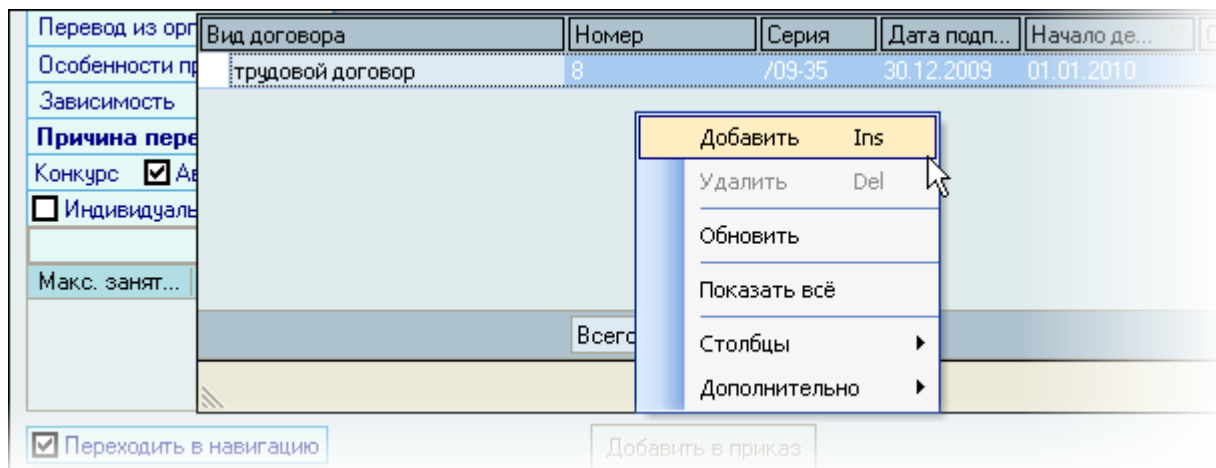 Перевод из орг
Особенности пр
Зависимость
Причина пере
Конкурс Ав
Индивидуаль
Макс. занят...
Вид договора Номер Серия Дата подп... Начало де...
трудовой договор 8 /09-35 30.12.2009 01.01.2010
Добавить Ins
Удалить Del
Обновить
Показать всё
Столбцы
Дополнительно
Всего
Переходить в навигацию
Добавить в приказ